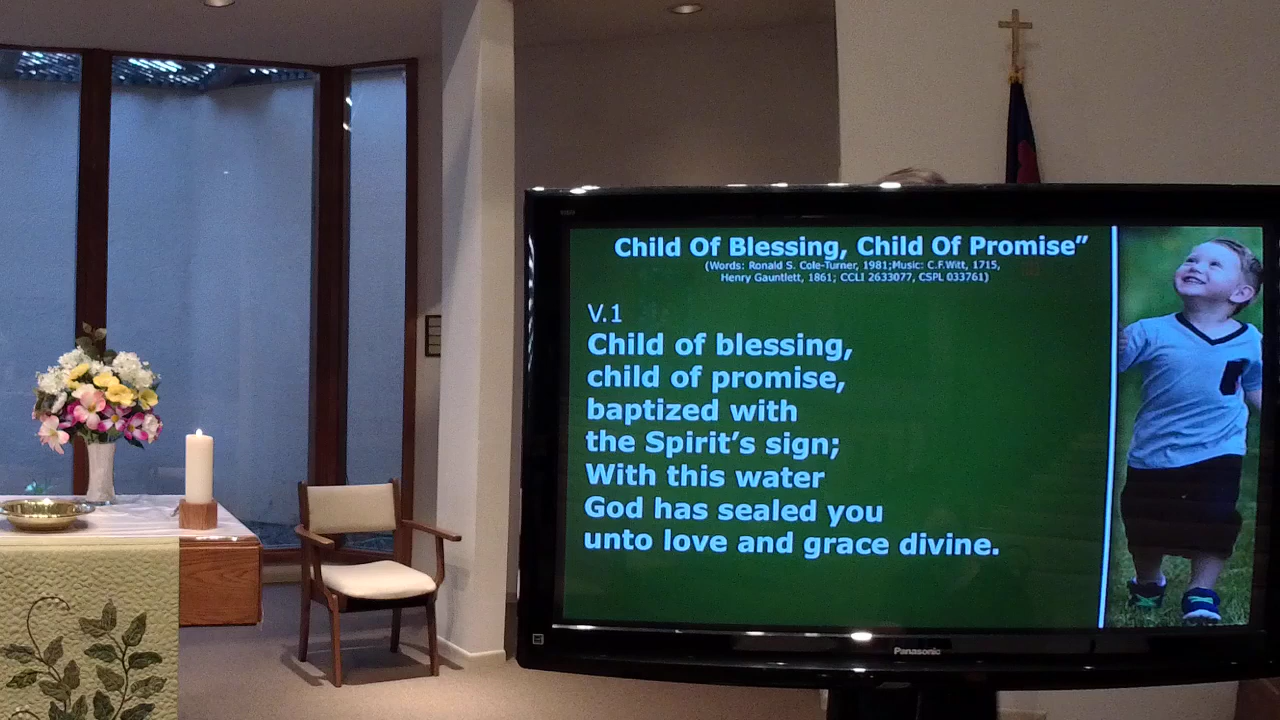 Child Of Blessing, Child Of Promise”
(Words: Ronald S. Cole-Turner, 1981;Music: C.F.Witt, 1715,
Henry Gauntlett, 1861; CCLI 2633077, CSPL 033761)
V.1
Child of blessing,
child of promise,
baptized with
the Spirit’s sign;
With this water
God has sealed you
unto love and grace divine.
Panasonic